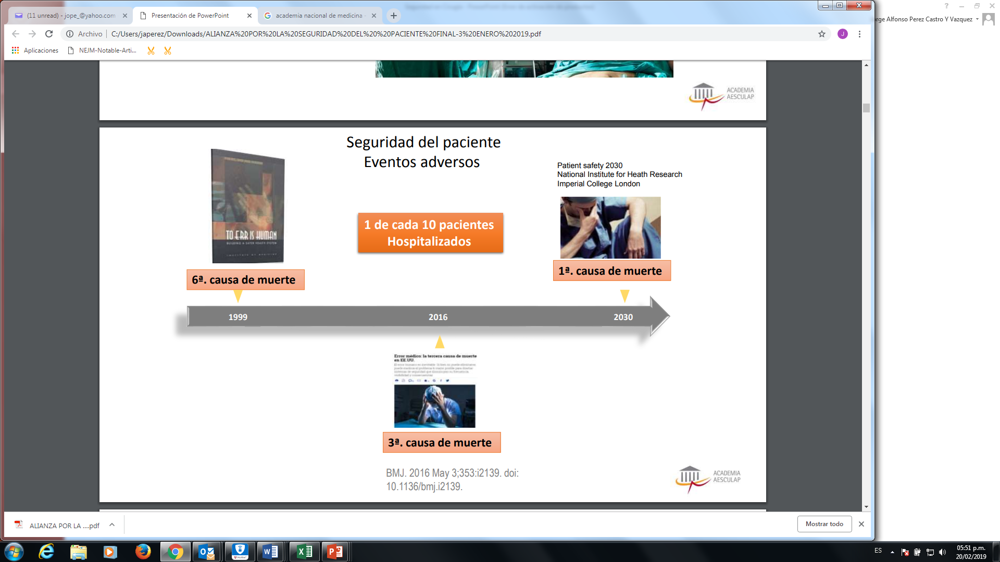 (11 unread) - jope_@yahoo.com
Presentación de PowerPoint
academia nacional de medicina -
rge Alfonso Perez Castro Y Vazquez
Archivo
C:/Users/japerez/Downloads/ALIANZA%20POR%20LA%20SEGURIDAD%20DEL%20%20PACIENTE%20FINAL-3%20ENERO%202019.pdf
Aplicaciones
NEJM-Notable-Arti...
ACADEMIA
AESCULAP
Seguridad del paciente
Eventos adversos
Patient safety 2030
National Institute for Heath Research
Imperial College London
TO ERR IS HUMAN
BUILDING A SAFER HEALTH SYSTEM
INSTITUTE OF MEDICINE
1 de cada 10 pacientes
Hospitalizados
6ª. causa de muerte
1ª. causa de muerte
1999
2016
2030
Error médico: la tercera causa de muerte
en EE.UU.
3ª. causa de muerte
BMJ. 2016 May 3;353:i2139. doi:
10.1136/bmj.i2139.
ACADEMIA
AESCULAP
ALIANZA POR LA ....pdf
Mostrar todo
ES
05:51 p.m.
20/02/2019